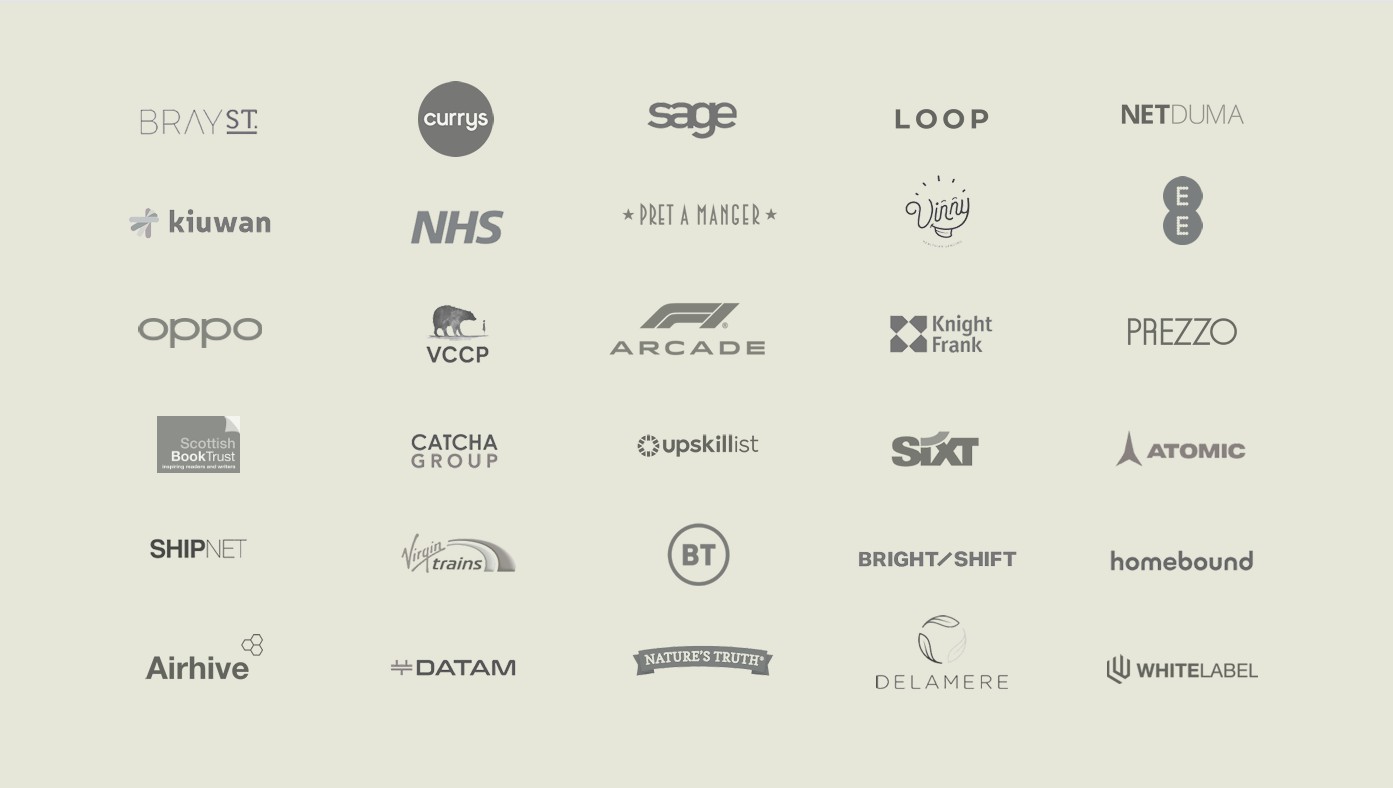 BRAY ST.
currys
sage
LOOP
NETDUMA
kiuwan
NHS
PRET A MANGER
Vinny
E
E
oppo
VCCP
F1®
ARCADE
Knight
Frank
PREZZO
Scottish
BookTrust
inspiring readers and writers
CATCHA
GROUP
upskillist
SiXT
ATOMIC
SHIPNET
Virgin
trains
BT
BRIGHT/SHIFT
homebound
Airhive
DATAM
NATURE'S TRUTH®
DELAMERE
WHITELABEL